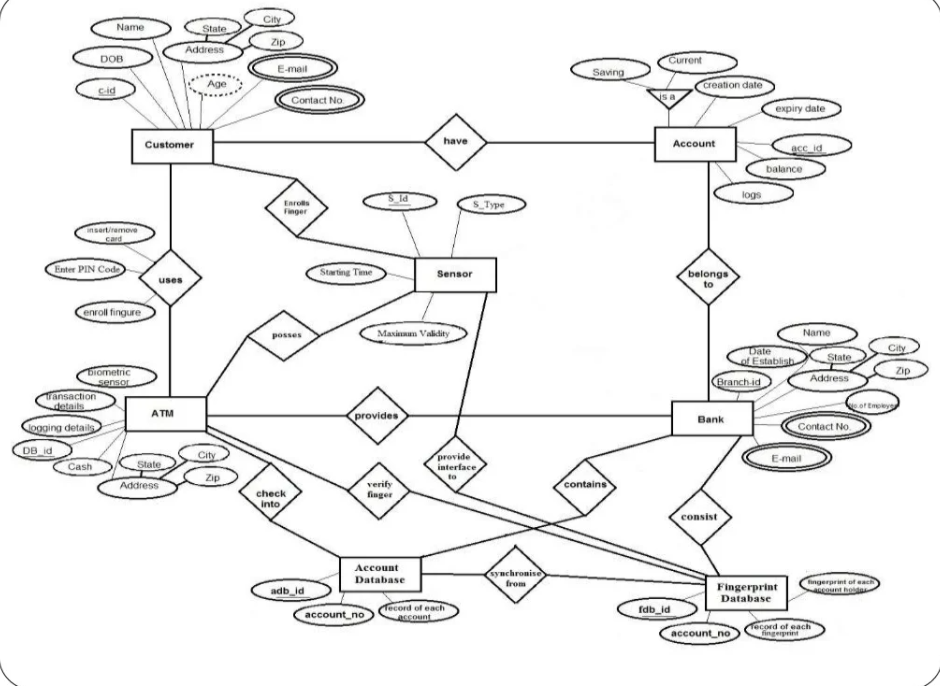 City
Name
State
Address
Zip
DOB
E-mail
Age
c-id
Contact No.
Customer
have
Current
Saving
is a
creation date
expiry date
Account
acc_id
balance
logs
Enrolls
Finger
S_Id
S_Type
insert/remove
card
Enter PIN Code
uses
Starting Time
Sensor
belongs
to
enroll fingure
posses
Maximum Validity
Name
Date
of Establish
State
City
Address
Zip
Branch-id
biometric
sensor
transaction
details
ATM
provides
Bank
No.of Employee
Contact No.
logging details
E-mail
DB_id
Cash
State
City
Address
Zip
check
into
verify
finger
provide
interface
to
contains
consist
Account
Database
synchronise
from
Fingerprint
Database
fingerprint of each
account holder
adb_id
account_no
record of each
account
fdb_id
account_no
record of each
fingerprint